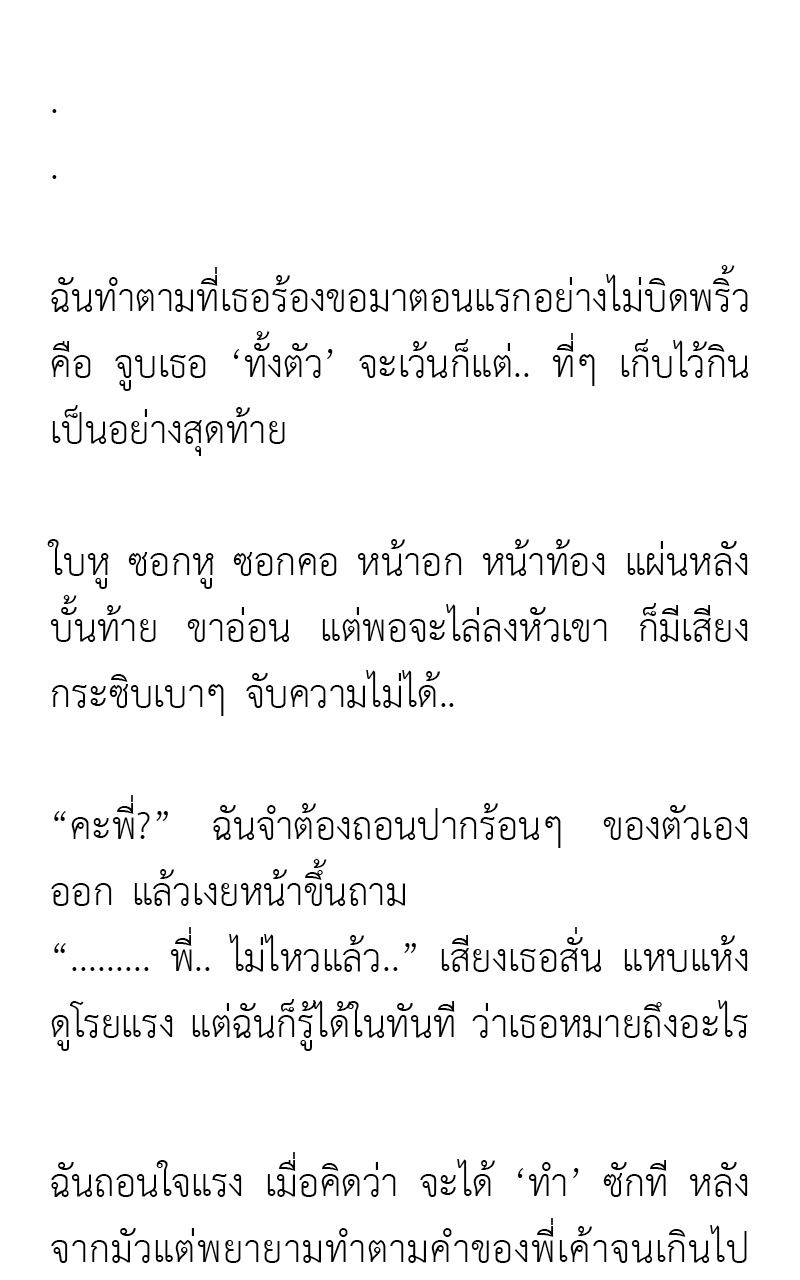 .
.
ฉันทำตามที่เธอร้องขอมาตอนแรกอย่างไม่บิดพริ้ว
คือ จูบเธอ ‘ทั้งตัว’ จะเว้นก็แต่.. ที่ๆ เก็บไว้กิน
เป็นอย่างสุดท้าย
ใบหู ซอกหู ซอกคอ หน้าอก หน้าท้อง แผ่นหลัง
บั้นท้าย ขาอ่อน แต่พอจะไล่ลงหัวเขา ก็มีเสียง
กระซิบเบาๆ จับความไม่ได้..
“คะพี่?” ฉันจำต้องถอนปากร้อนๆ ของตัวเอง
ออก แล้วเงยหน้าขึ้นถาม
“......... พี่.. ไม่ไหวแล้ว..” เสียงเธอสั่น แหบแห้ง
ดูโรยแรง แต่ฉันก็รู้ได้ในทันที ว่าเธอหมายถึงอะไร
ฉันถอนใจแรง เมื่อคิดว่า จะได้ ‘ทำ’ ซักที หลัง
จากมัวแต่พยายามทำตามคำของพี่เค้าจนเกินไป